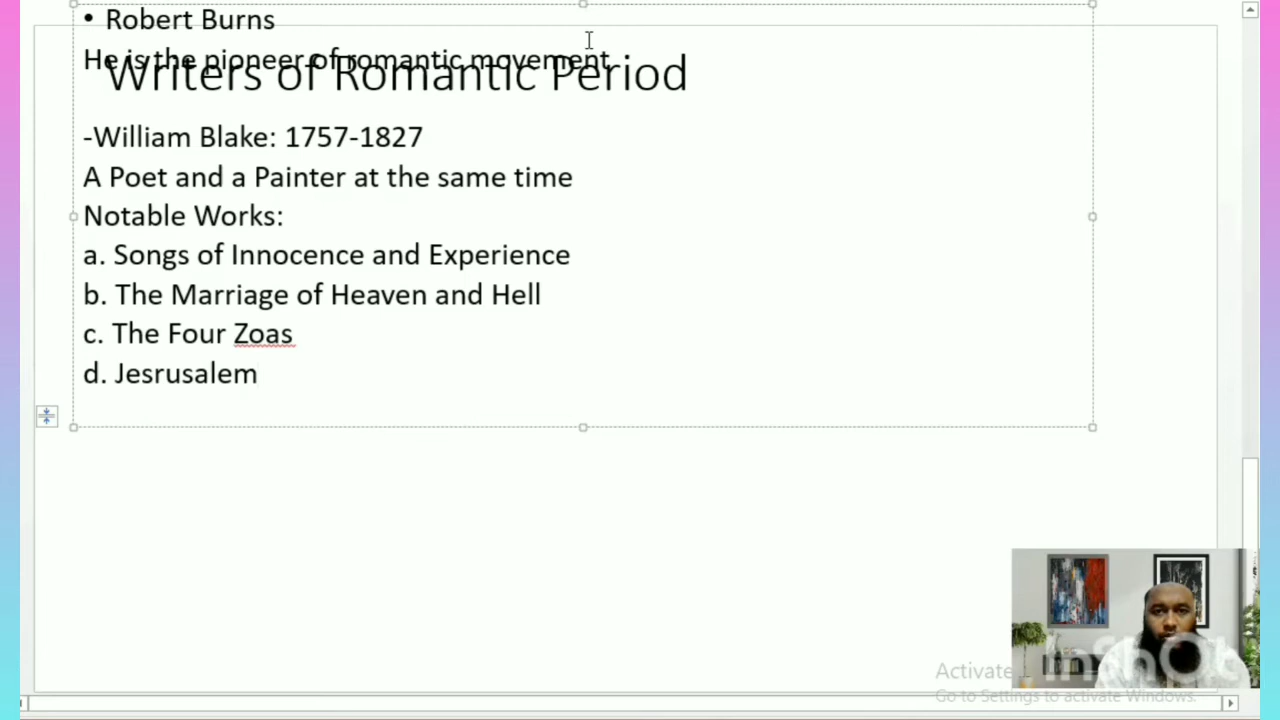 • Robert Burns
He is the pioneer of romantic movement
Writers of Romantic Period
-William Blake: 1757-1827
A Poet and a Painter at the same time
Notable Works:
a. Songs of Innocence and Experience
b. The Marriage of Heaven and Hell
c. The Four Zoas
d. Jesrusalem
Activate
Go to Settings to activate Windows.